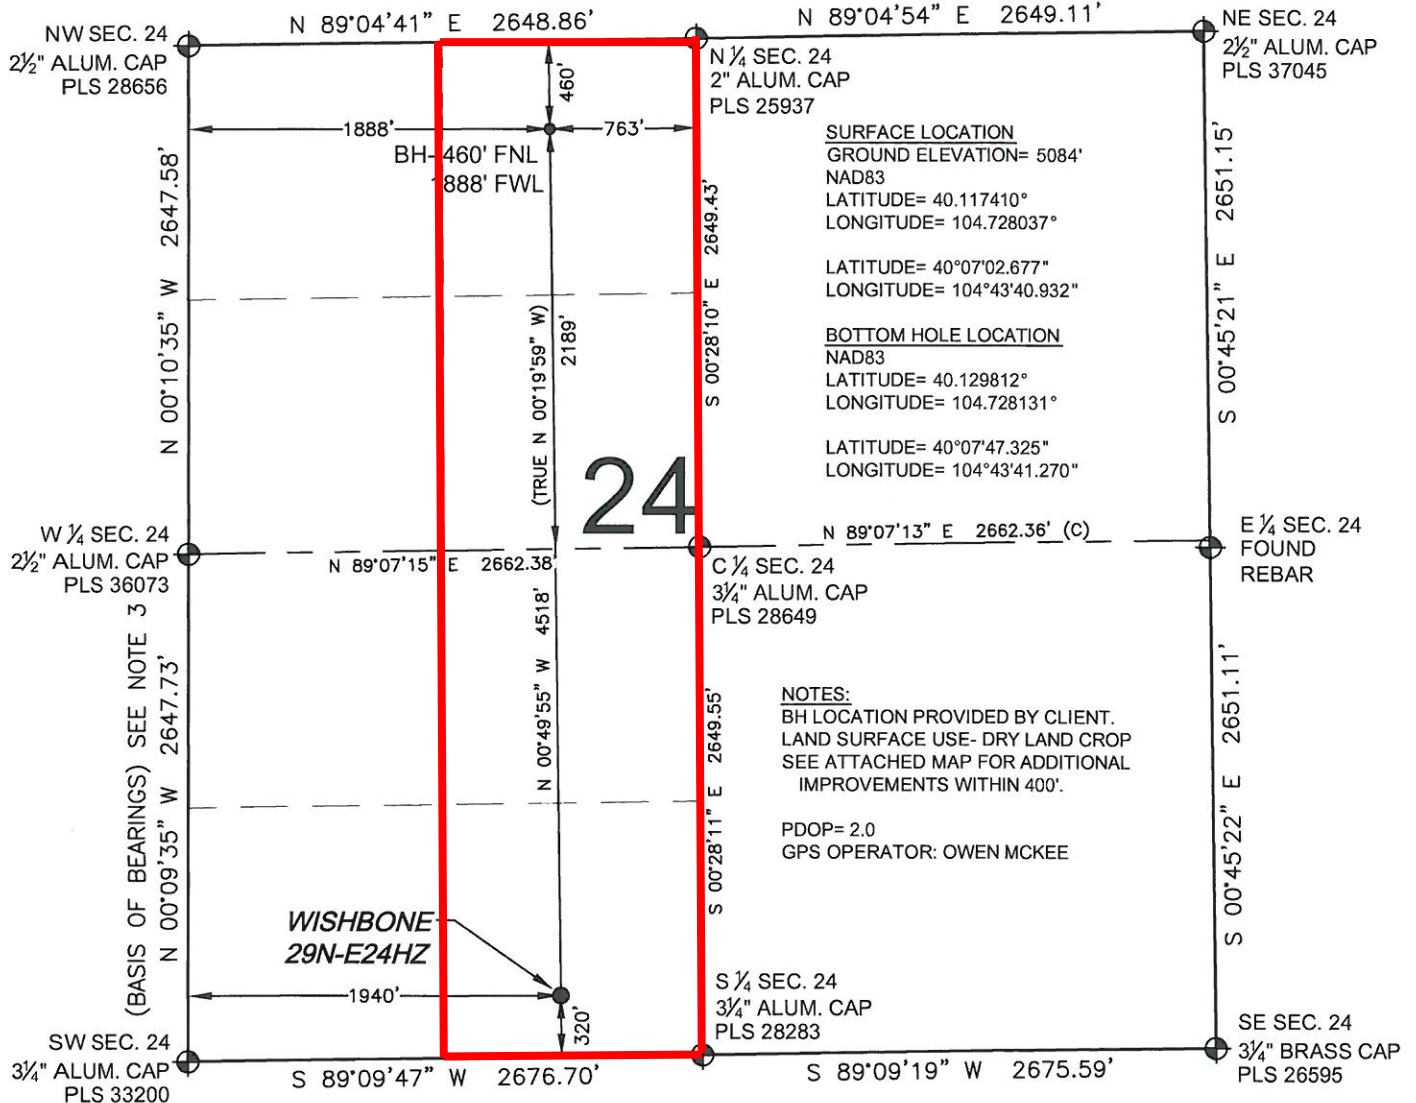 N 89°04'41" E 2648.86'
N 89°04'54" E 2649.11'
NW SEC. 24
2½" ALUM. CAP
PLS 28656
N ¼ SEC. 24
2" ALUM. CAP
PLS 25937
NE SEC. 24
2½" ALUM. CAP
PLS 37045
460'
1888'
763'
BH- 460' FNL
1888' FWL
N 00°10'35" W 2647.58'
S 00°28'10" E 2649.43'
S 00°45'21" E 2651.15'
SURFACE LOCATION
GROUND ELEVATION= 5084'
NAD83
LATITUDE= 40.117410°
LONGITUDE= 104.728037°
LATITUDE= 40°07'02.677"
LONGITUDE= 104°43'40.932"
BOTTOM HOLE LOCATION
NAD83
LATITUDE= 40.129812°
LONGITUDE= 104.728131°
LATITUDE= 40°07'47.325"
LONGITUDE= 104°43'41.270"
(TRUE N 00°19'59" W)
2189'
24
W ¼ SEC. 24
2½" ALUM. CAP
PLS 36073
N 89°07'15" E 2662.38'
N 89°07'13" E 2662.36' (C)
C ¼ SEC. 24
3¼" ALUM. CAP
PLS 28649
E ¼ SEC. 24
FOUND
REBAR
(BASIS OF BEARINGS) SEE NOTE 3
N 00°09'35" W 2647.73'
N 00°49'55" W 4518'
S 00°28'11" E 2649.55'
S 00°45'22" E 2651.11'
NOTES:
BH LOCATION PROVIDED BY CLIENT.
LAND SURFACE USE- DRY LAND CROP
SEE ATTACHED MAP FOR ADDITIONAL
IMPROVEMENTS WITHIN 400'.
PDOP= 2.0
GPS OPERATOR: OWEN MCKEE
WISHBONE
29N-E24HZ
1940'
320'
SW SEC. 24
3¼" ALUM. CAP
PLS 33200
S ¼ SEC. 24
3¼" ALUM. CAP
PLS 28283
SE SEC. 24
3¼" BRASS CAP
PLS 26595
S 89°09'47" W 2676.70'
S 89°09'19" W 2675.59'